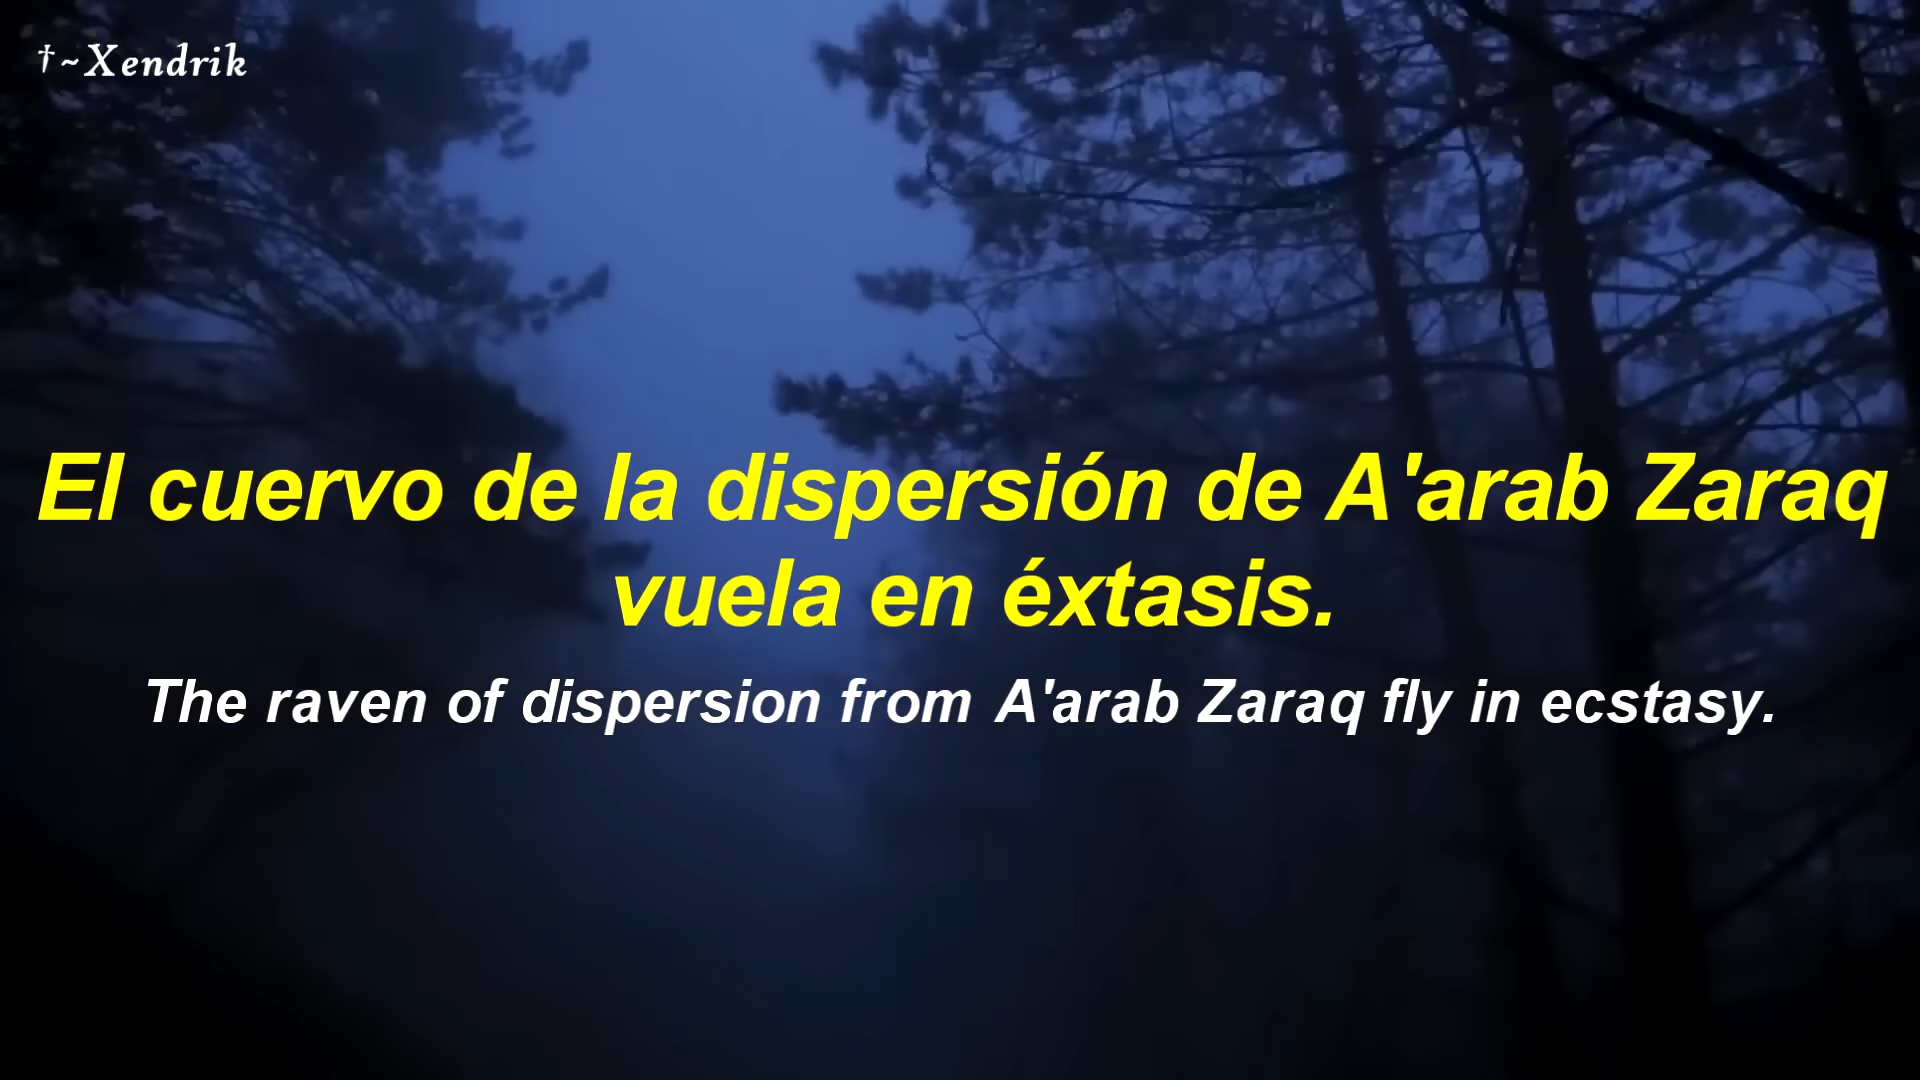 †~Xendrik
El cuervo de la dispersión de A'arab Zaraq
vuela en éxtasis.
The raven of dispersion from A'arab Zaraq fly in ecstasy.